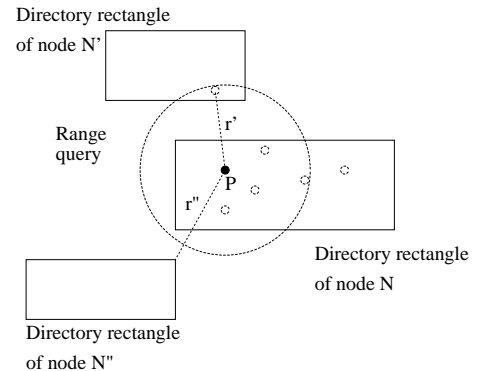 Directory rectangle
of node N’
Range
query
r’
P
r"
Directory rectangle
of node N
Directory rectangle
of node N"